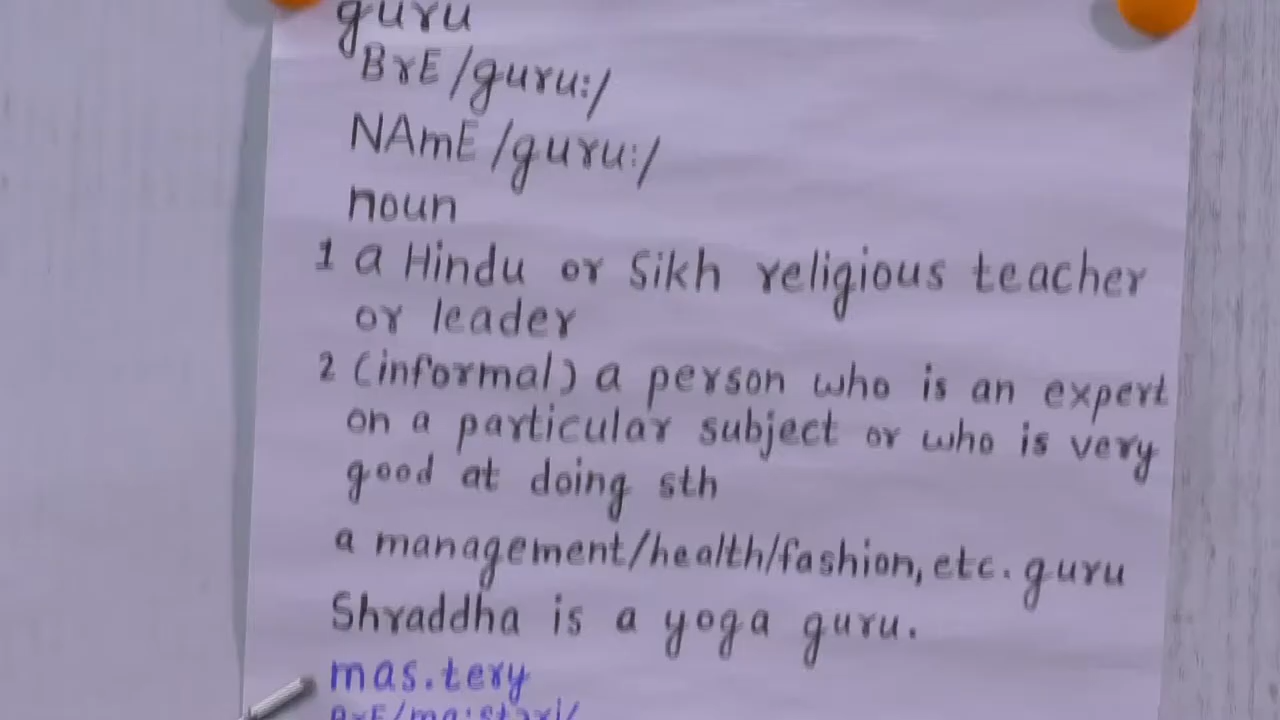 guru
BrE/guru:/
NAmE/guru:/
noun
1 a Hindu or Sikh religious teacher
or leader
2 (informal) a person who is an expert
on a particular subject or who is very
good at doing sth
a management/health/fashion, etc. guru
Shraddha is a yoga guru.
mas.tery
BrE/